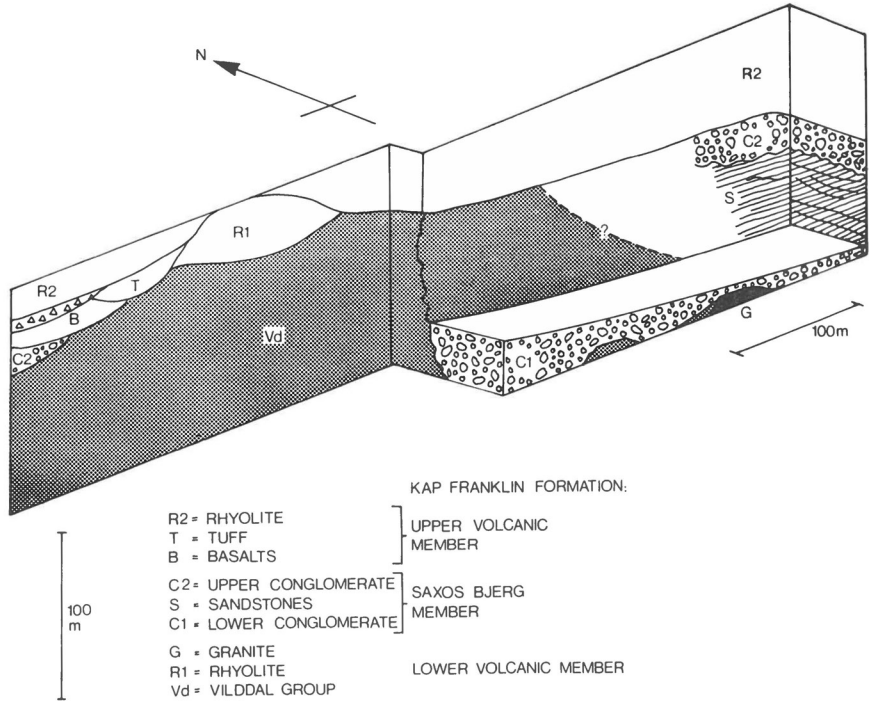 N
R2
C2
S
R1
R2
T
B
C2
Vd
?
G
C1
100m
KAP FRANKLIN FORMATION:
R2 = RHYOLITE
T = TUFF
B = BASALTS
UPPER VOLCANIC
MEMBER
C2 = UPPER CONGLOMERATE
S = SANDSTONES
C1 = LOWER CONGLOMERATE
SAXOS BJERG
MEMBER
G = GRANITE
R1 = RHYOLITE
LOWER VOLCANIC MEMBER
Vd = VILDDAL GROUP
100
m